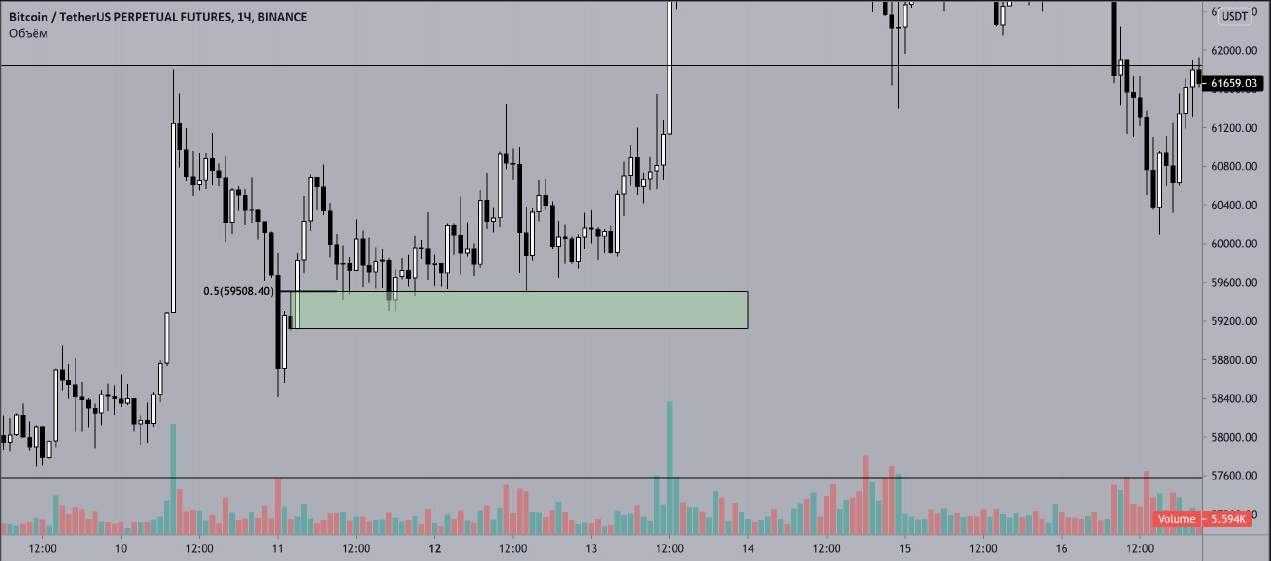 Bitcoin / TetherUS PERPETUAL FUTURES, 1Ч, BINANCE
Объём
USDT
62000.00
61659.03
61200.00
60800.00
60400.00
60000.00
59600.00
0.5(59508.40)
59200.00
58800.00
58400.00
58000.00
57600.00
Volume 5.594K
12:00 10 12:00 11 12:00 12 12:00 13 12:00 14 12:00 15 12:00 16 12:00